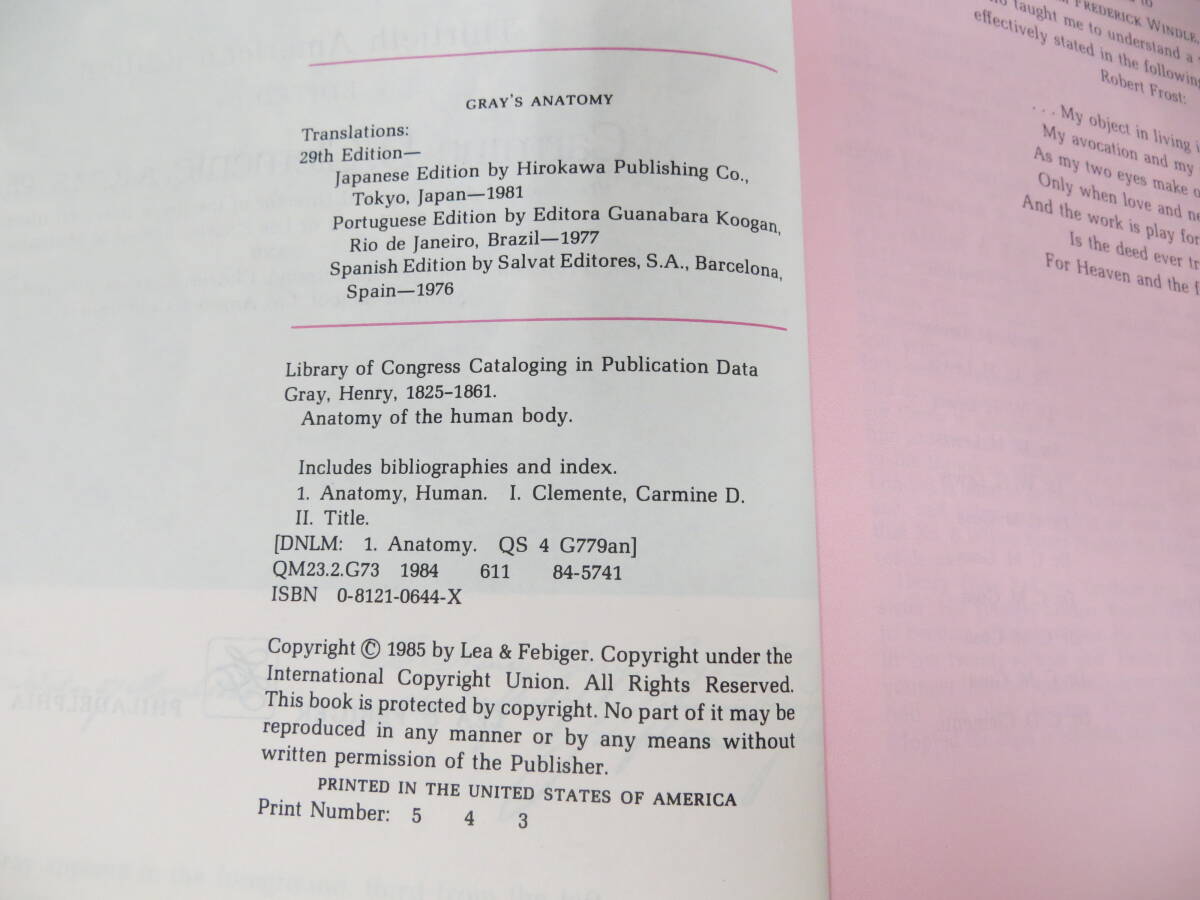 GRAY'S ANATOMY
Translations:
29th Edition—
Japanese Edition by Hirokawa Publishing Co.,
Tokyo, Japan—1981
Portuguese Edition by Editora Guanabara Koogan,
Rio de Janeiro, Brazil—1977
Spanish Edition by Salvat Editores, S.A., Barcelona,
Spain—1976
Library of Congress Cataloging in Publication Data
Gray, Henry, 1825–1861.
Anatomy of the human body.
Includes bibliographies and index.
1. Anatomy, Human. I. Clemente, Carmine D.
II. Title.
[DNLM: 1. Anatomy. QS 4 G779an]
QM23.2.G73 1984 611 84-5741
ISBN 0-8121-0644-X
Copyright © 1985 by Lea & Febiger. Copyright under the
International Copyright Union. All Rights Reserved.
This book is protected by copyright. No part of it may be
reproduced in any manner or by any means without
written permission of the Publisher.
PRINTED IN THE UNITED STATES OF AMERICA
Print Number: 5 4 3
to
FREDERICK WINDLE,
taught me to understand a
effectively stated in the following
Robert Frost:
. . . My object in living
My avocation and my
As my two eyes make
Only when love and
And the work is play for
Is the deed ever
For Heaven and the